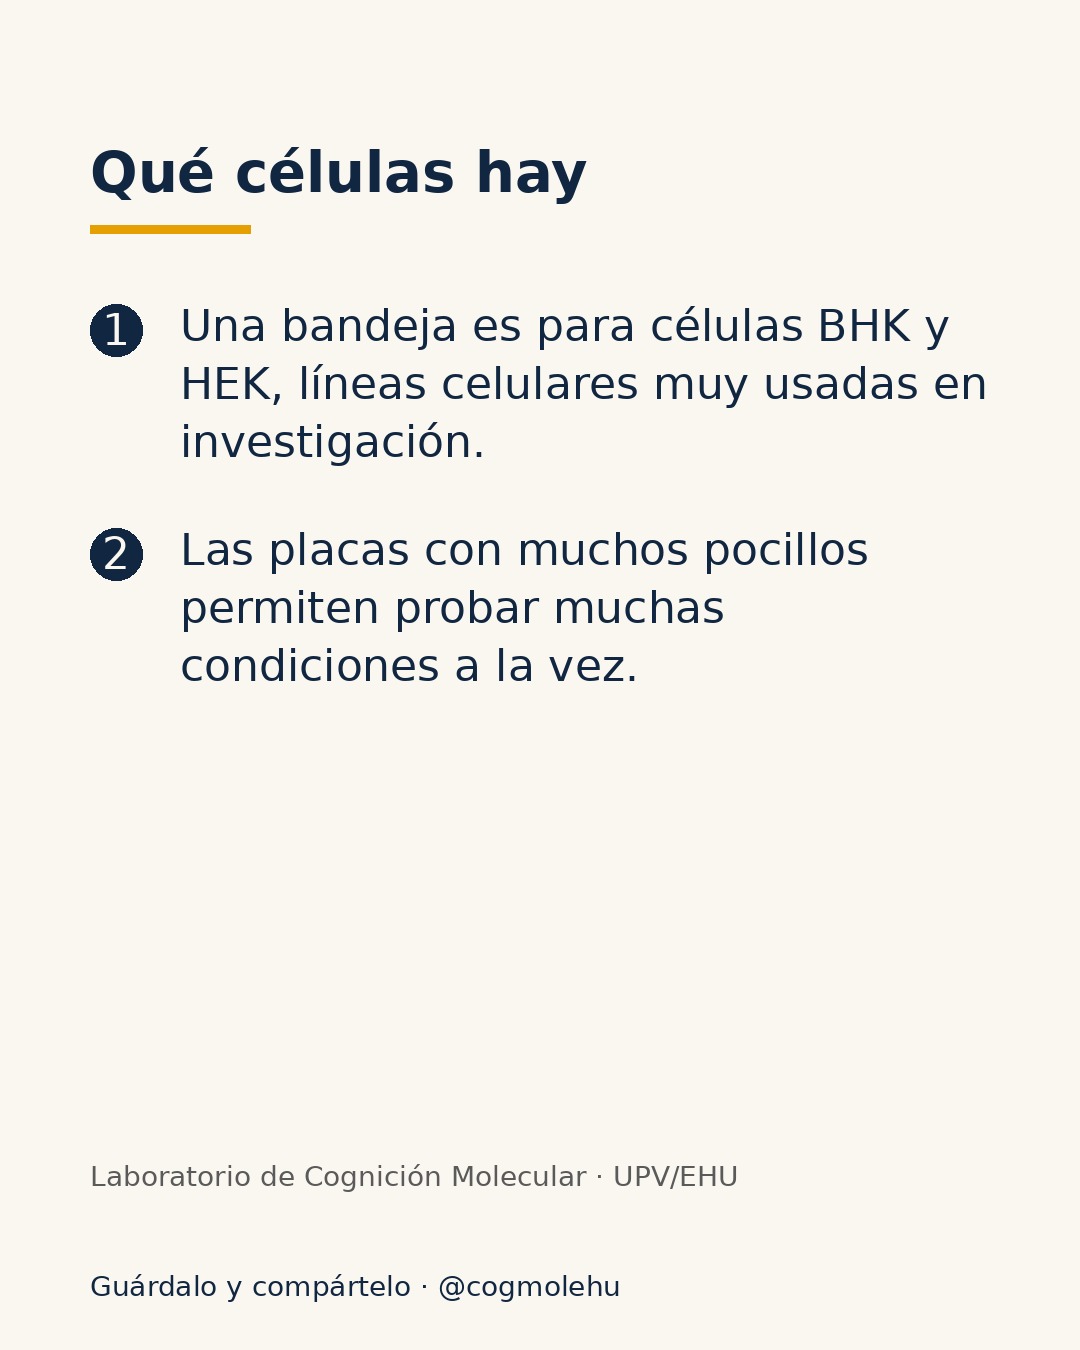 Qué células hay
1 Una bandeja es para células BHK y
HEK, líneas celulares muy usadas en
investigación.
2 Las placas con muchos pocillos
permiten probar muchas
condiciones a la vez.
Laboratorio de Cognición Molecular · UPV/EHU
Guárdalo y compártelo · @cogmolehu